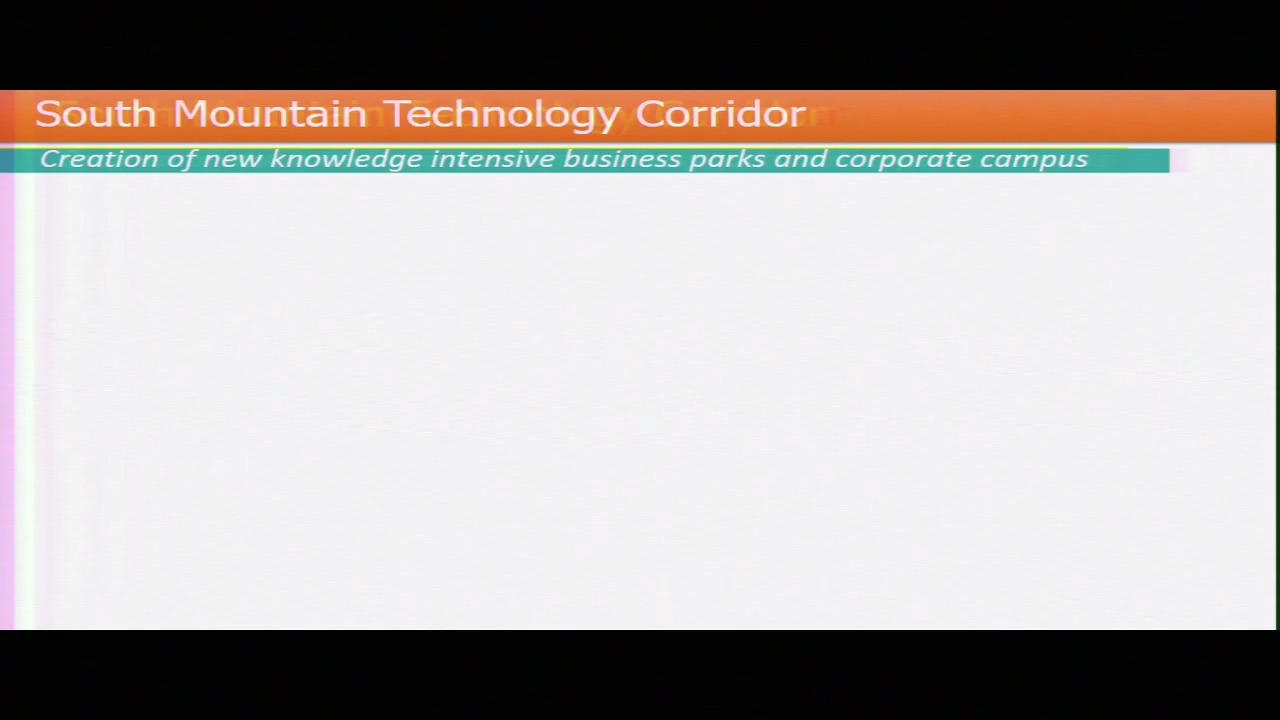 South Mountain Technology Corridor
Creation of new knowledge intensive business parks and corporate campus